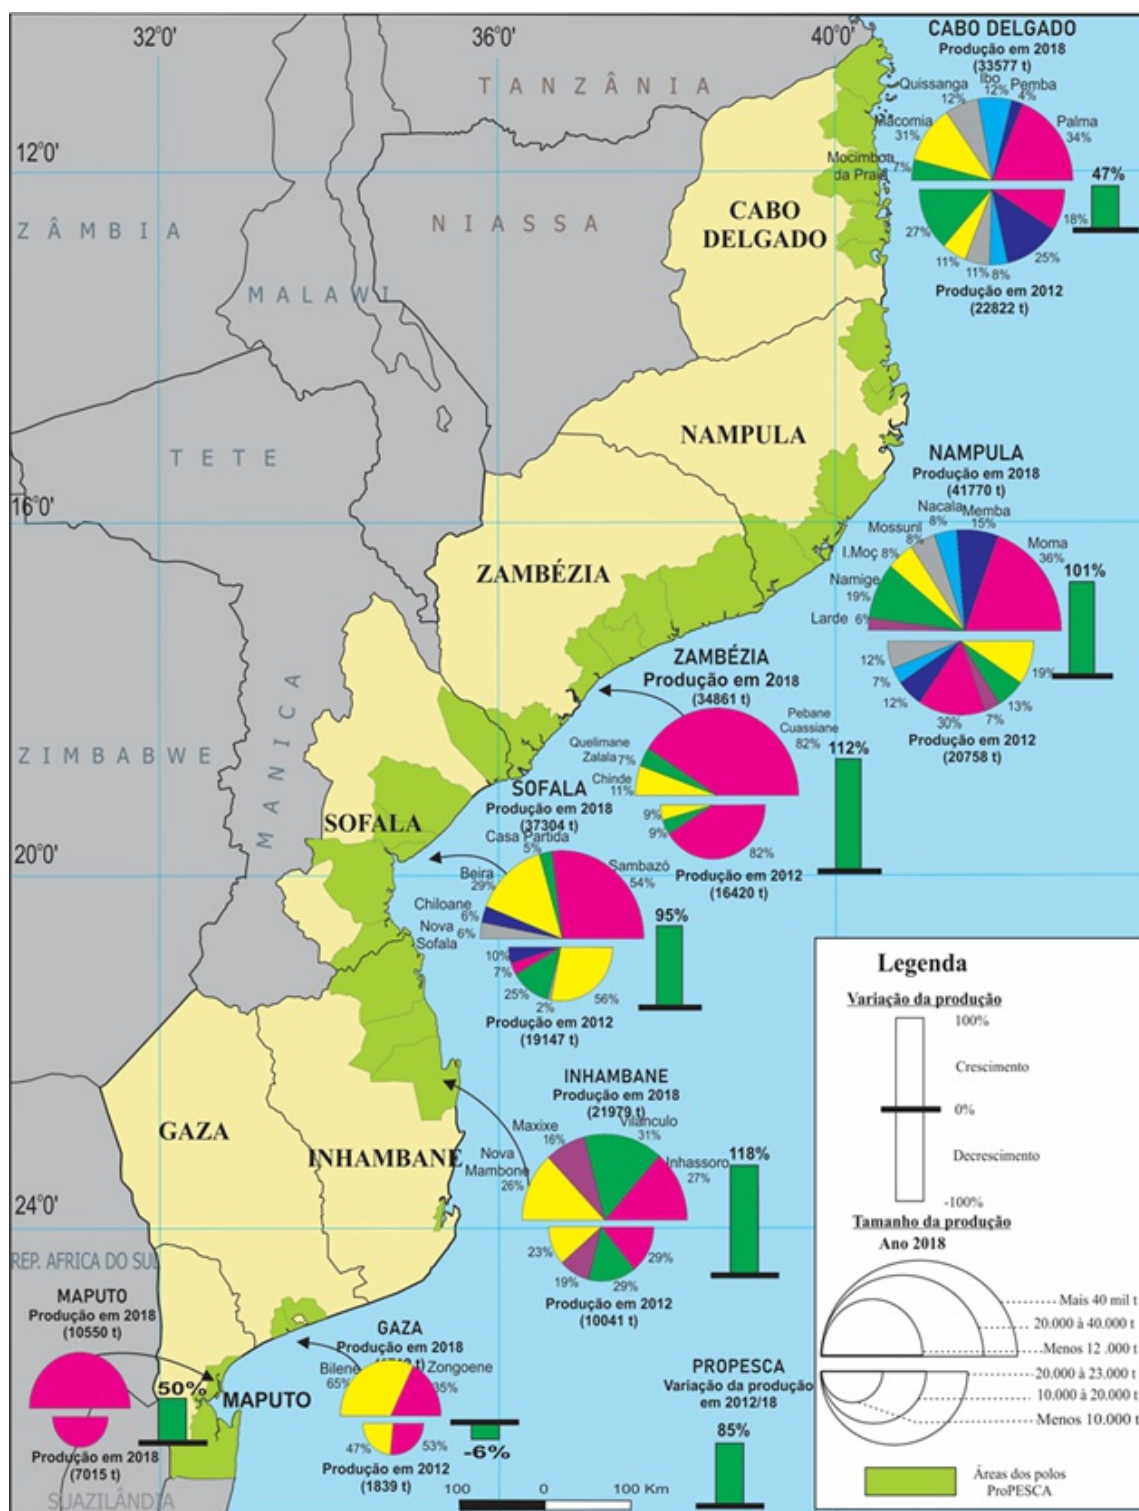 32°0'
36°0'
40°0'
12°0'
16°0'
20°0'
24°0'
TANZÂNIA
ZÂMBIA
MALAWI
NIASSA
TETE
MANICA
ZIMBABWE
REP. AFRICA DO SUL
SUAZILÂNDIA
CABO
DELGADO
NAMPULA
ZAMBÉZIA
SOFALA
GAZA
INHAMBANE
MAPUTO
CABO DELGADO
Produção em 2018
(33577 t)
Quissanga
12%
Ibo
12%
Pemba
4%
Macomia
31%
Palma
34%
Mocimboa
da Praia
7%
47%
27%
11%
11%
8%
25%
18%
Produção em 2012
(22822 t)
NAMPULA
Produção em 2018
(41770 t)
Nacala
8%
Memba
15%
Mossuril
8%
I.Moç 8%
Moma
36%
Namige
19%
Larde 6%
101%
12%
7%
12%
30%
7%
13%
19%
Produção em 2012
(20758 t)
ZAMBÉZIA
Produção em 2018
(34861 t)
Pebane
Cuassiane
82%
Quelimane
Zalala
7%
Chinde
11%
112%
9%
9%
82%
Produção em 2012
(16420 t)
SOFALA
Produção em 2018
(37304 t)
Casa Partida
5%
Sambazó
54%
Beira
29%
Chiloane
6%
Nova
Sofala
6%
95%
10%
7%
25%
2%
56%
Produção em 2012
(19147 t)
INHAMBANE
Produção em 2018
(21979 t)
Maxixe
16%
Vilanculo
31%
Nova
Mambone
26%
Inhassoro
27%
118%
23%
19%
29%
29%
Produção em 2012
(10041 t)
MAPUTO
Produção em 2018
(10550 t)
50%
Produção em 2018
(7015 t)
GAZA
Produção em 2018
Bilene
65%
Zongoene
35%
47%
53%
-6%
Produção em 2012
(1839 t)
PROPESCA
Variação da produção
em 2012/18
85%
100 0 100 Km
Legenda
Variação da produção
100%
Crescimento
0%
Decrescimento
-100%
Tamanho da produção
Ano 2018
Mais 40 mil t
20.000 à 40.000 t
Menos 12 .000 t
20.000 à 23.000 t
10.000 à 20.000 t
Menos 10.000 t
Áreas dos polos
ProPESCA